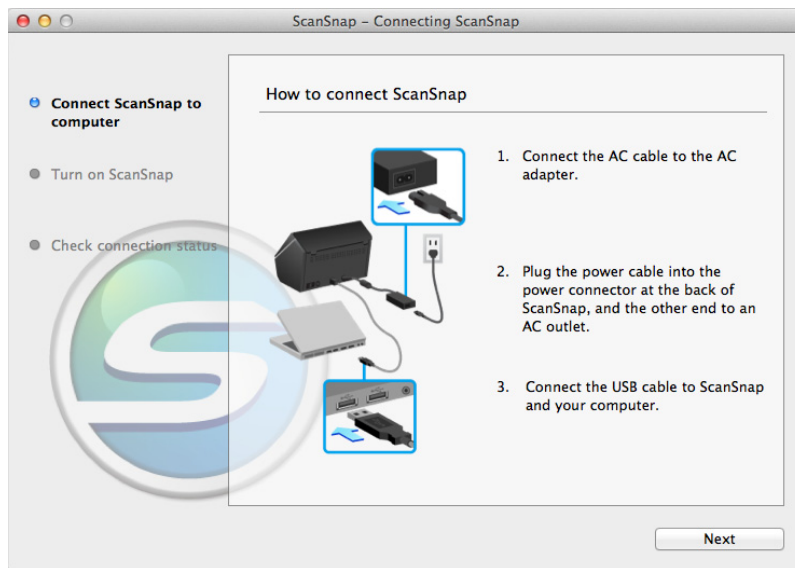 ScanSnap – Connecting ScanSnap
Connect ScanSnap to
computer
Turn on ScanSnap
Check connection status
How to connect ScanSnap
1. Connect the AC cable to the AC
adapter.
2. Plug the power cable into the
power connector at the back of
ScanSnap, and the other end to an
AC outlet.
3. Connect the USB cable to ScanSnap
and your computer.
Next